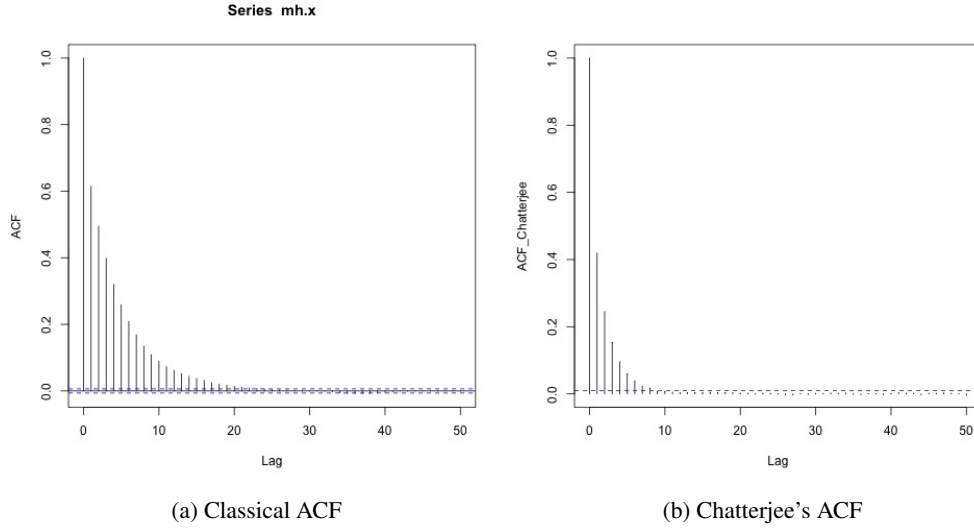 Series mh.x
ACF
1.0
0.8
0.6
0.4
0.2
0.0
0 10 20 30 40 50
Lag
(a) Classical ACF
ACF_Chatterjee
1.0
0.8
0.6
0.4
0.2
0.0
0 10 20 30 40 50
Lag
(b) Chatterjee's ACF